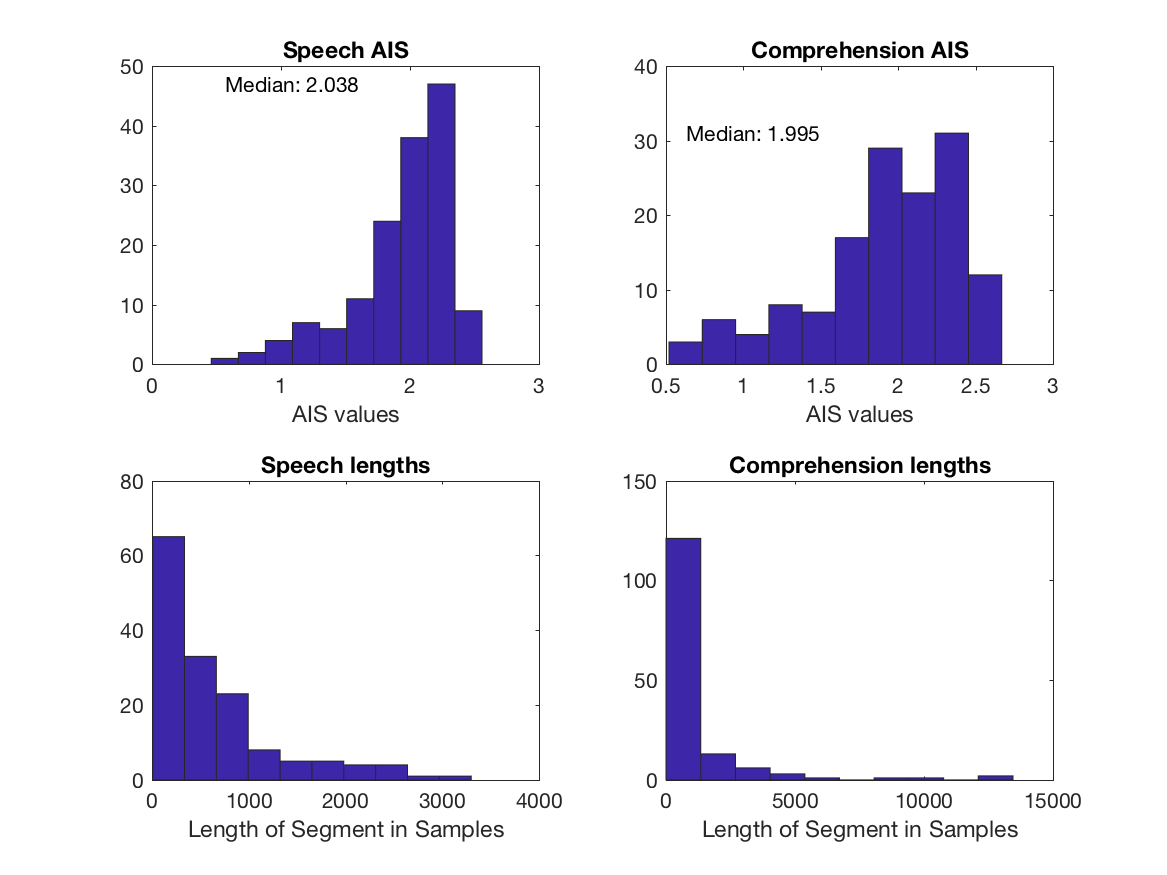 Speech AIS
50
40
30
20
10
0
Median: 2.038
0 1 2 3
AIS values
Comprehension AIS
40
30
20
10
0
Median: 1.995
0.5 1 1.5 2 2.5 3
AIS values
Speech lengths
80
60
40
20
0
0 1000 2000 3000 4000
Length of Segment in Samples
Comprehension lengths
150
100
50
0
0 5000 10000 15000
Length of Segment in Samples